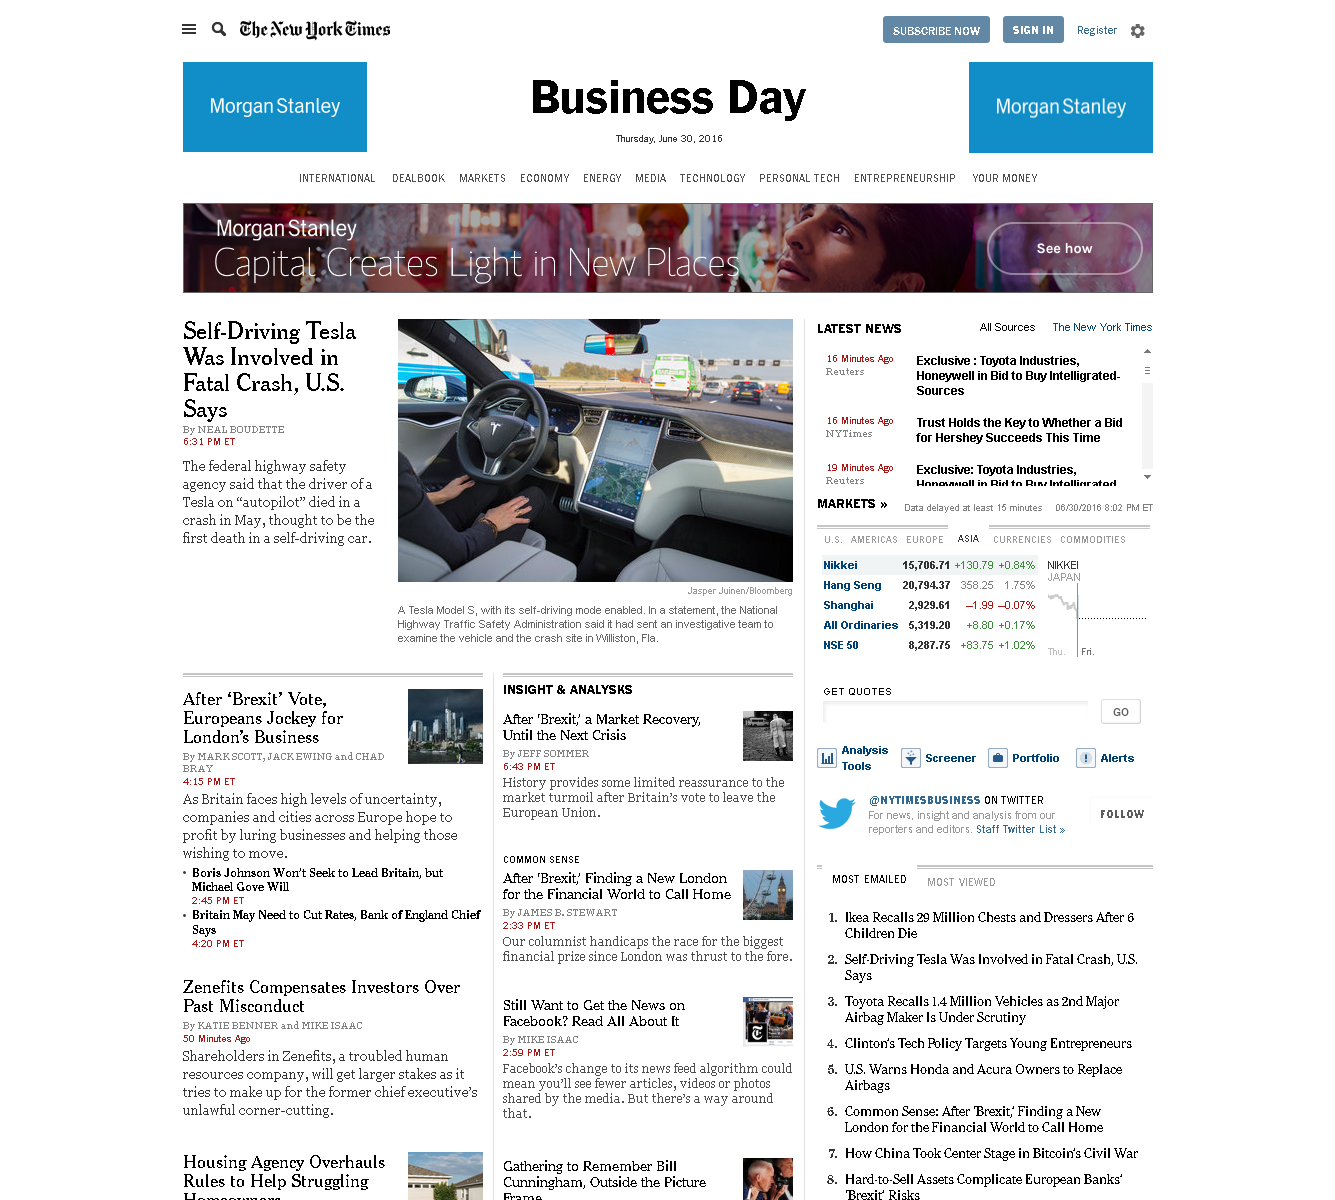 The New York Times
SUBSCRIBE NOW
SIGN IN
Register
Morgan Stanley
Business Day
Thursday, June 30, 2016
Morgan Stanley
INTERNATIONAL DEALBOOK MARKETS ECONOMY ENERGY MEDIA TECHNOLOGY PERSONAL TECH ENTREPRENEURSHIP YOUR MONEY
Morgan Stanley
Capital Creates Light in New Places
See how
Self-Driving Tesla
Was Involved in
Fatal Crash, U.S.
Says
By NEAL BOUDETTE
6:31 PM ET
The federal highway safety
agency said that the driver of a
Tesla on “autopilot” died in a
crash in May, thought to be the
first death in a self-driving car.
Jasper Juinen/Bloomberg
A Tesla Model S, with its self-driving mode enabled. In a statement, the National
Highway Traffic Safety Administration said it had sent an investigative team to
examine the vehicle and the crash site in Williston, Fla.
After ‘Brexit’ Vote,
Europeans Jockey for
London’s Business
By MARK SCOTT, JACK EWING and CHAD
BRAY
4:15 PM ET
As Britain faces high levels of uncertainty,
companies and cities across Europe hope to
profit by luring businesses and helping those
wishing to move.
• Boris Johnson Won’t Seek to Lead Britain, but
Michael Gove Will
2:45 PM ET
• Britain May Need to Cut Rates, Bank of England Chief
Says
4:20 PM ET
Zenefits Compensates Investors Over
Past Misconduct
By KATIE BENNER and MIKE ISAAC
50 Minutes Ago
Shareholders in Zenefits, a troubled human
resources company, will get larger stakes as it
tries to make up for the former chief executive’s
unlawful corner-cutting.
Housing Agency Overhauls
Rules to Help Struggling
Homeowners
INSIGHT & ANALYSKS
After ‘Brexit,’ a Market Recovery,
Until the Next Crisis
By JEFF SOMMER
6:43 PM ET
History provides some limited reassurance to the
market turmoil after Britain’s vote to leave the
European Union.
COMMON SENSE
After ‘Brexit,’ Finding a New London
for the Financial World to Call Home
By JAMES B. STEWART
2:33 PM ET
Our columnist handicaps the race for the biggest
financial prize since London was thrust to the fore.
Still Want to Get the News on
Facebook? Read All About It
By MIKE ISAAC
2:59 PM ET
Facebook’s change to its news feed algorithm could
mean you’ll see fewer articles, videos or photos
shared by the media. But there’s a way around
that.
Gathering to Remember Bill
Cunningham, Outside the Picture
Frame
LATEST NEWS
All Sources
The New York Times
16 Minutes Ago
Reuters
Exclusive : Toyota Industries,
Honeywell in Bid to Buy Intelligrated-
Sources
16 Minutes Ago
NYTimes
Trust Holds the Key to Whether a Bid
for Hershey Succeeds This Time
19 Minutes Ago
Reuters
Exclusive: Toyota Industries,
Honeywell in Bid to Buy Intelligrated
MARKETS »
Data delayed at least 15 minutes
06/30/2016 8:02 PM ET
U.S. AMERICAS EUROPE ASIA CURRENCIES COMMODITIES
Nikkei 15,706.71 +130.79 +0.84%
Hang Seng 20,794.37 358.25 1.75%
Shanghai 2,929.61 –1.99 –0.07%
All Ordinaries 5,319.20 +8.80 +0.17%
NSE 50 8,287.75 +83.75 +1.02%
NIKKEI
JAPAN
Thu. Fri.
GET QUOTES
GO
Analysis
Tools
Screener
Portfolio
Alerts
@NYTIMESBUSINESS ON TWITTER
For news, insight and analysis from our
reporters and editors. Staff Twitter List »
FOLLOW
MOST EMAILED
MOST VIEWED
1. Ikea Recalls 29 Million Chests and Dressers After 6
Children Die
2. Self-Driving Tesla Was Involved in Fatal Crash, U.S.
Says
3. Toyota Recalls 1.4 Million Vehicles as 2nd Major
Airbag Maker Is Under Scrutiny
4. Clinton’s Tech Policy Targets Young Entrepreneurs
5. U.S. Warns Honda and Acura Owners to Replace
Airbags
6. Common Sense: After ‘Brexit,’ Finding a New
London for the Financial World to Call Home
7. How China Took Center Stage in Bitcoin’s Civil War
8. Hard-to-Sell Assets Complicate European Banks’
‘Brexit’ Risks